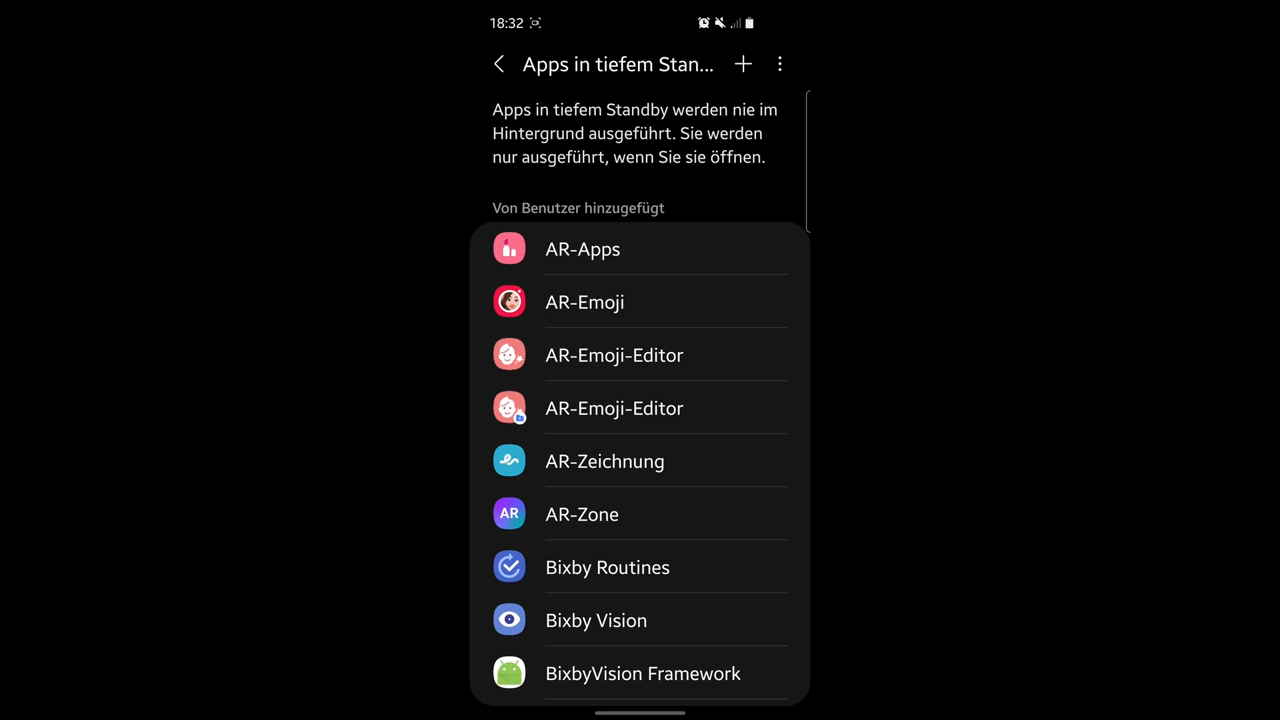 18:32
Apps in tiefem Stan...
Apps in tiefem Standby werden nie im
Hintergrund ausgeführt. Sie werden
nur ausgeführt, wenn Sie sie öffnen.
Von Benutzer hinzugefügt
AR-Apps
AR-Emoji
AR-Emoji-Editor
AR-Emoji-Editor
AR-Zeichnung
AR
AR-Zone
Bixby Routines
Bixby Vision
BixbyVision Framework